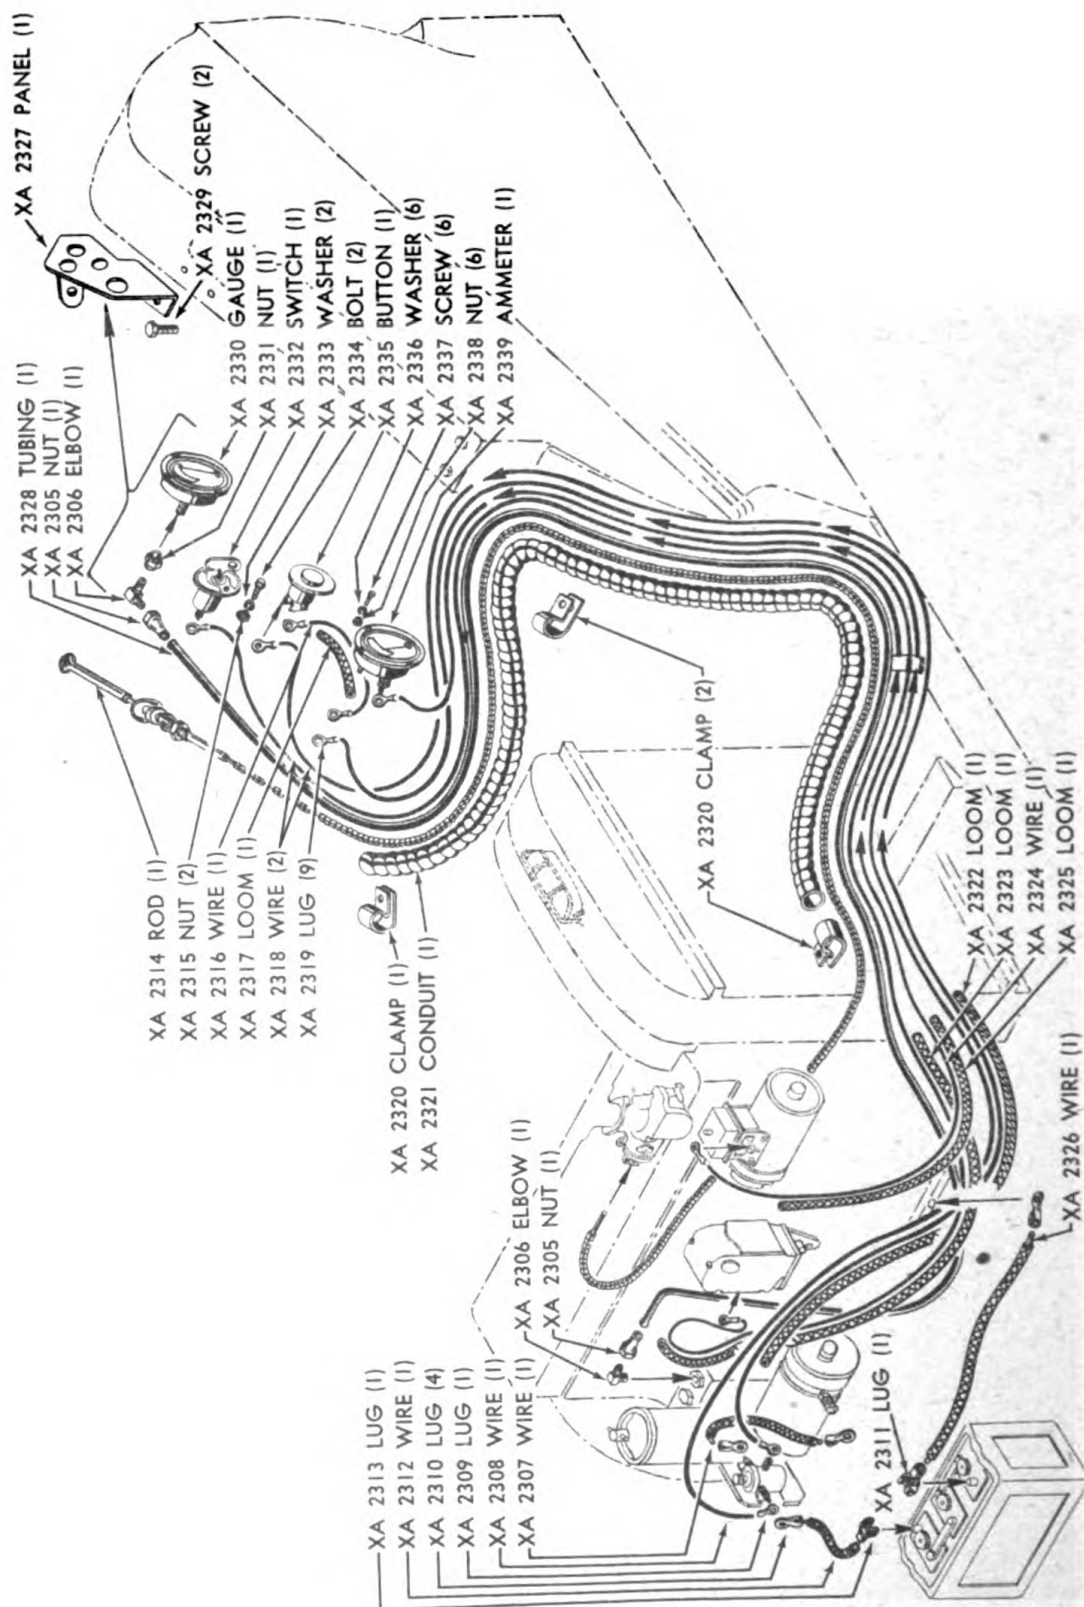 XA 2327 PANEL (1)
XA 2329 SCREW (2)
XA 2328 TUBING (1)
XA 2305 NUT (1)
XA 2306 ELBOW (1)
XA 2330 GAUGE (1)
XA 2331 NUT (1)
XA 2332 SWITCH (1)
XA 2333 WASHER (2)
XA 2334 BOLT (2)
XA 2335 BUTTON (1)
XA 2336 WASHER (6)
XA 2337 SCREW (6)
XA 2338 NUT (6)
XA 2339 AMMETER (1)
XA 2314 ROD (1)
XA 2315 NUT (2)
XA 2316 WIRE (1)
XA 2317 LOOM (1)
XA 2318 WIRE (2)
XA 2319 LUG (9)
XA 2320 CLAMP (1)
XA 2321 CONDUIT (1)
XA 2320 CLAMP (2)
XA 2306 ELBOW (1)
XA 2305 NUT (1)
XA 2313 LUG (1)
XA 2312 WIRE (1)
XA 2310 LUG (4)
XA 2309 LUG (1)
XA 2308 WIRE (1)
XA 2307 WIRE (1)
XA 2311 LUG (1)
XA 2322 LOOM (1)
XA 2323 LOOM (1)
XA 2324 WIRE (1)
XA 2325 LOOM (1)
XA 2326 WIRE (1)